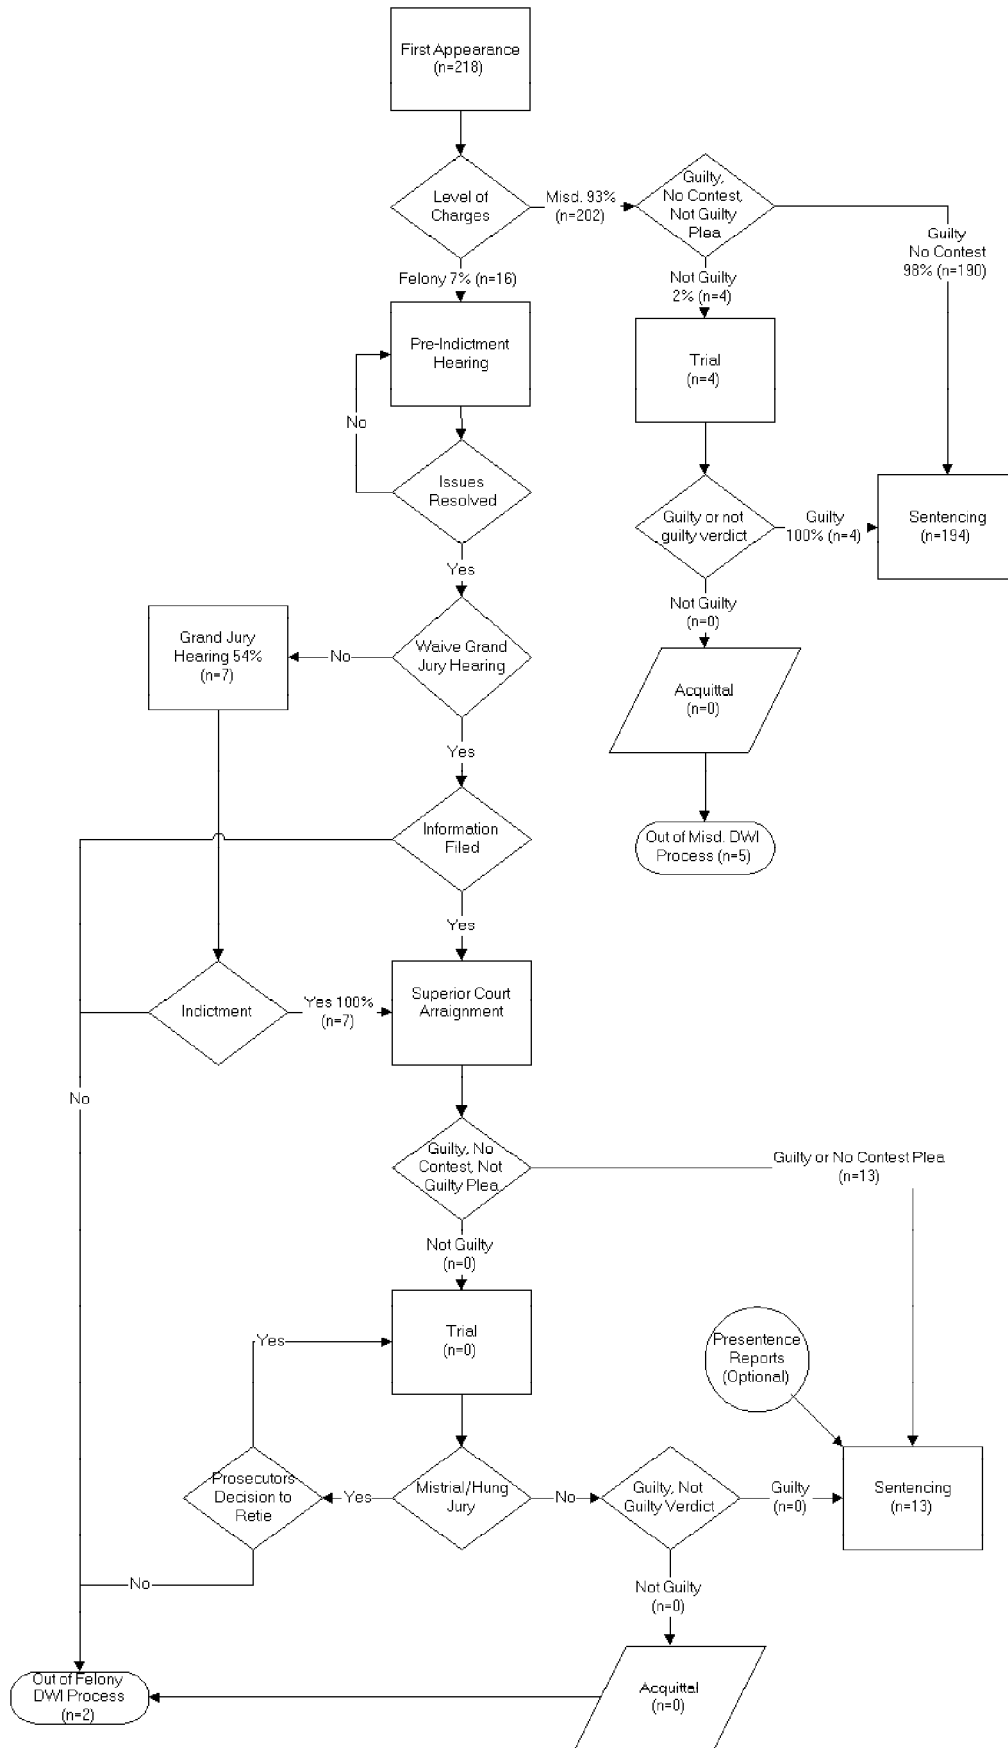 First Appearance
(n=218)
Level of
Charges
Misd. 93%
(n=202)
Guilty,
No Contest,
Not Guilty
Plea
Guilty
No Contest
98% (n=190)
Felony 7% (n=16)
Not Guilty
2% (n=4)
Pre-Indictment
Hearing
Trial
(n=4)
No
Issues
Resolved
Guilty or not
guilty verdict
Guilty
100% (n=4)
Sentencing
(n=194)
Yes
Not Guilty
(n=0)
Grand Jury
Hearing 54%
(n=7)
No
Waive Grand
Jury Hearing
Acquittal
(n=0)
Yes
Information
Filed
Out of Misd. DWI
Process (n=5)
Yes
Indictment
Yes 100%
(n=7)
Superior Court
Arraignment
No
Guilty, No
Contest, Not
Guilty Plea
Guilty or No Contest Plea
(n=13)
Not Guilty
(n=0)
Yes
Trial
(n=0)
Presentence
Reports
(Optional)
Prosecutors
Decision to
Retie
Yes
Mistrial/Hung
Jury
No
Guilty, Not
Guilty Verdict
Guilty
(n=0)
Sentencing
(n=13)
No
Not Guilty
(n=0)
Out of Felony
DWI Process
(n=2)
Acquittal
(n=0)